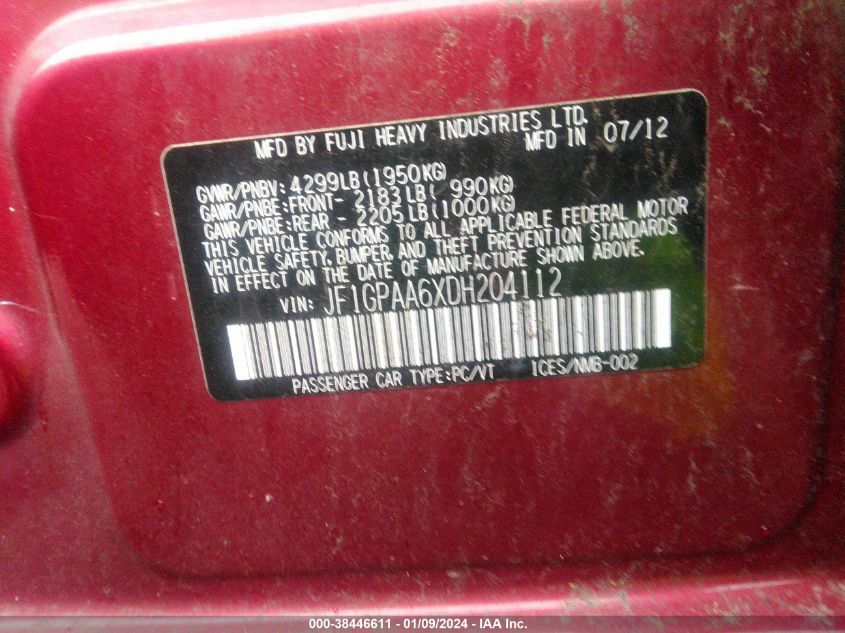 MFD BY FUJI HEAVY INDUSTRIES LTD.
MFD IN 07/12
GVWR/PNBV: 4299LB(1950KG)
GAWR/PNBE:FRONT- 2183LB( 990KG)
GAWR/PNBE:REAR - 2205LB(1000KG)
THIS VEHICLE CONFORMS TO ALL APPLICABLE FEDERAL MOTOR
VEHICLE SAFETY, BUMPER, AND THEFT PREVENTION STANDARDS
IN EFFECT ON THE DATE OF MANUFACTURE SHOWN ABOVE.
VIN: JF1GPAA6XDH204112
PASSENGER CAR TYPE:PC/VT ICES/NMB-002
000-38446611 - 01/09/2024 - IAA Inc.